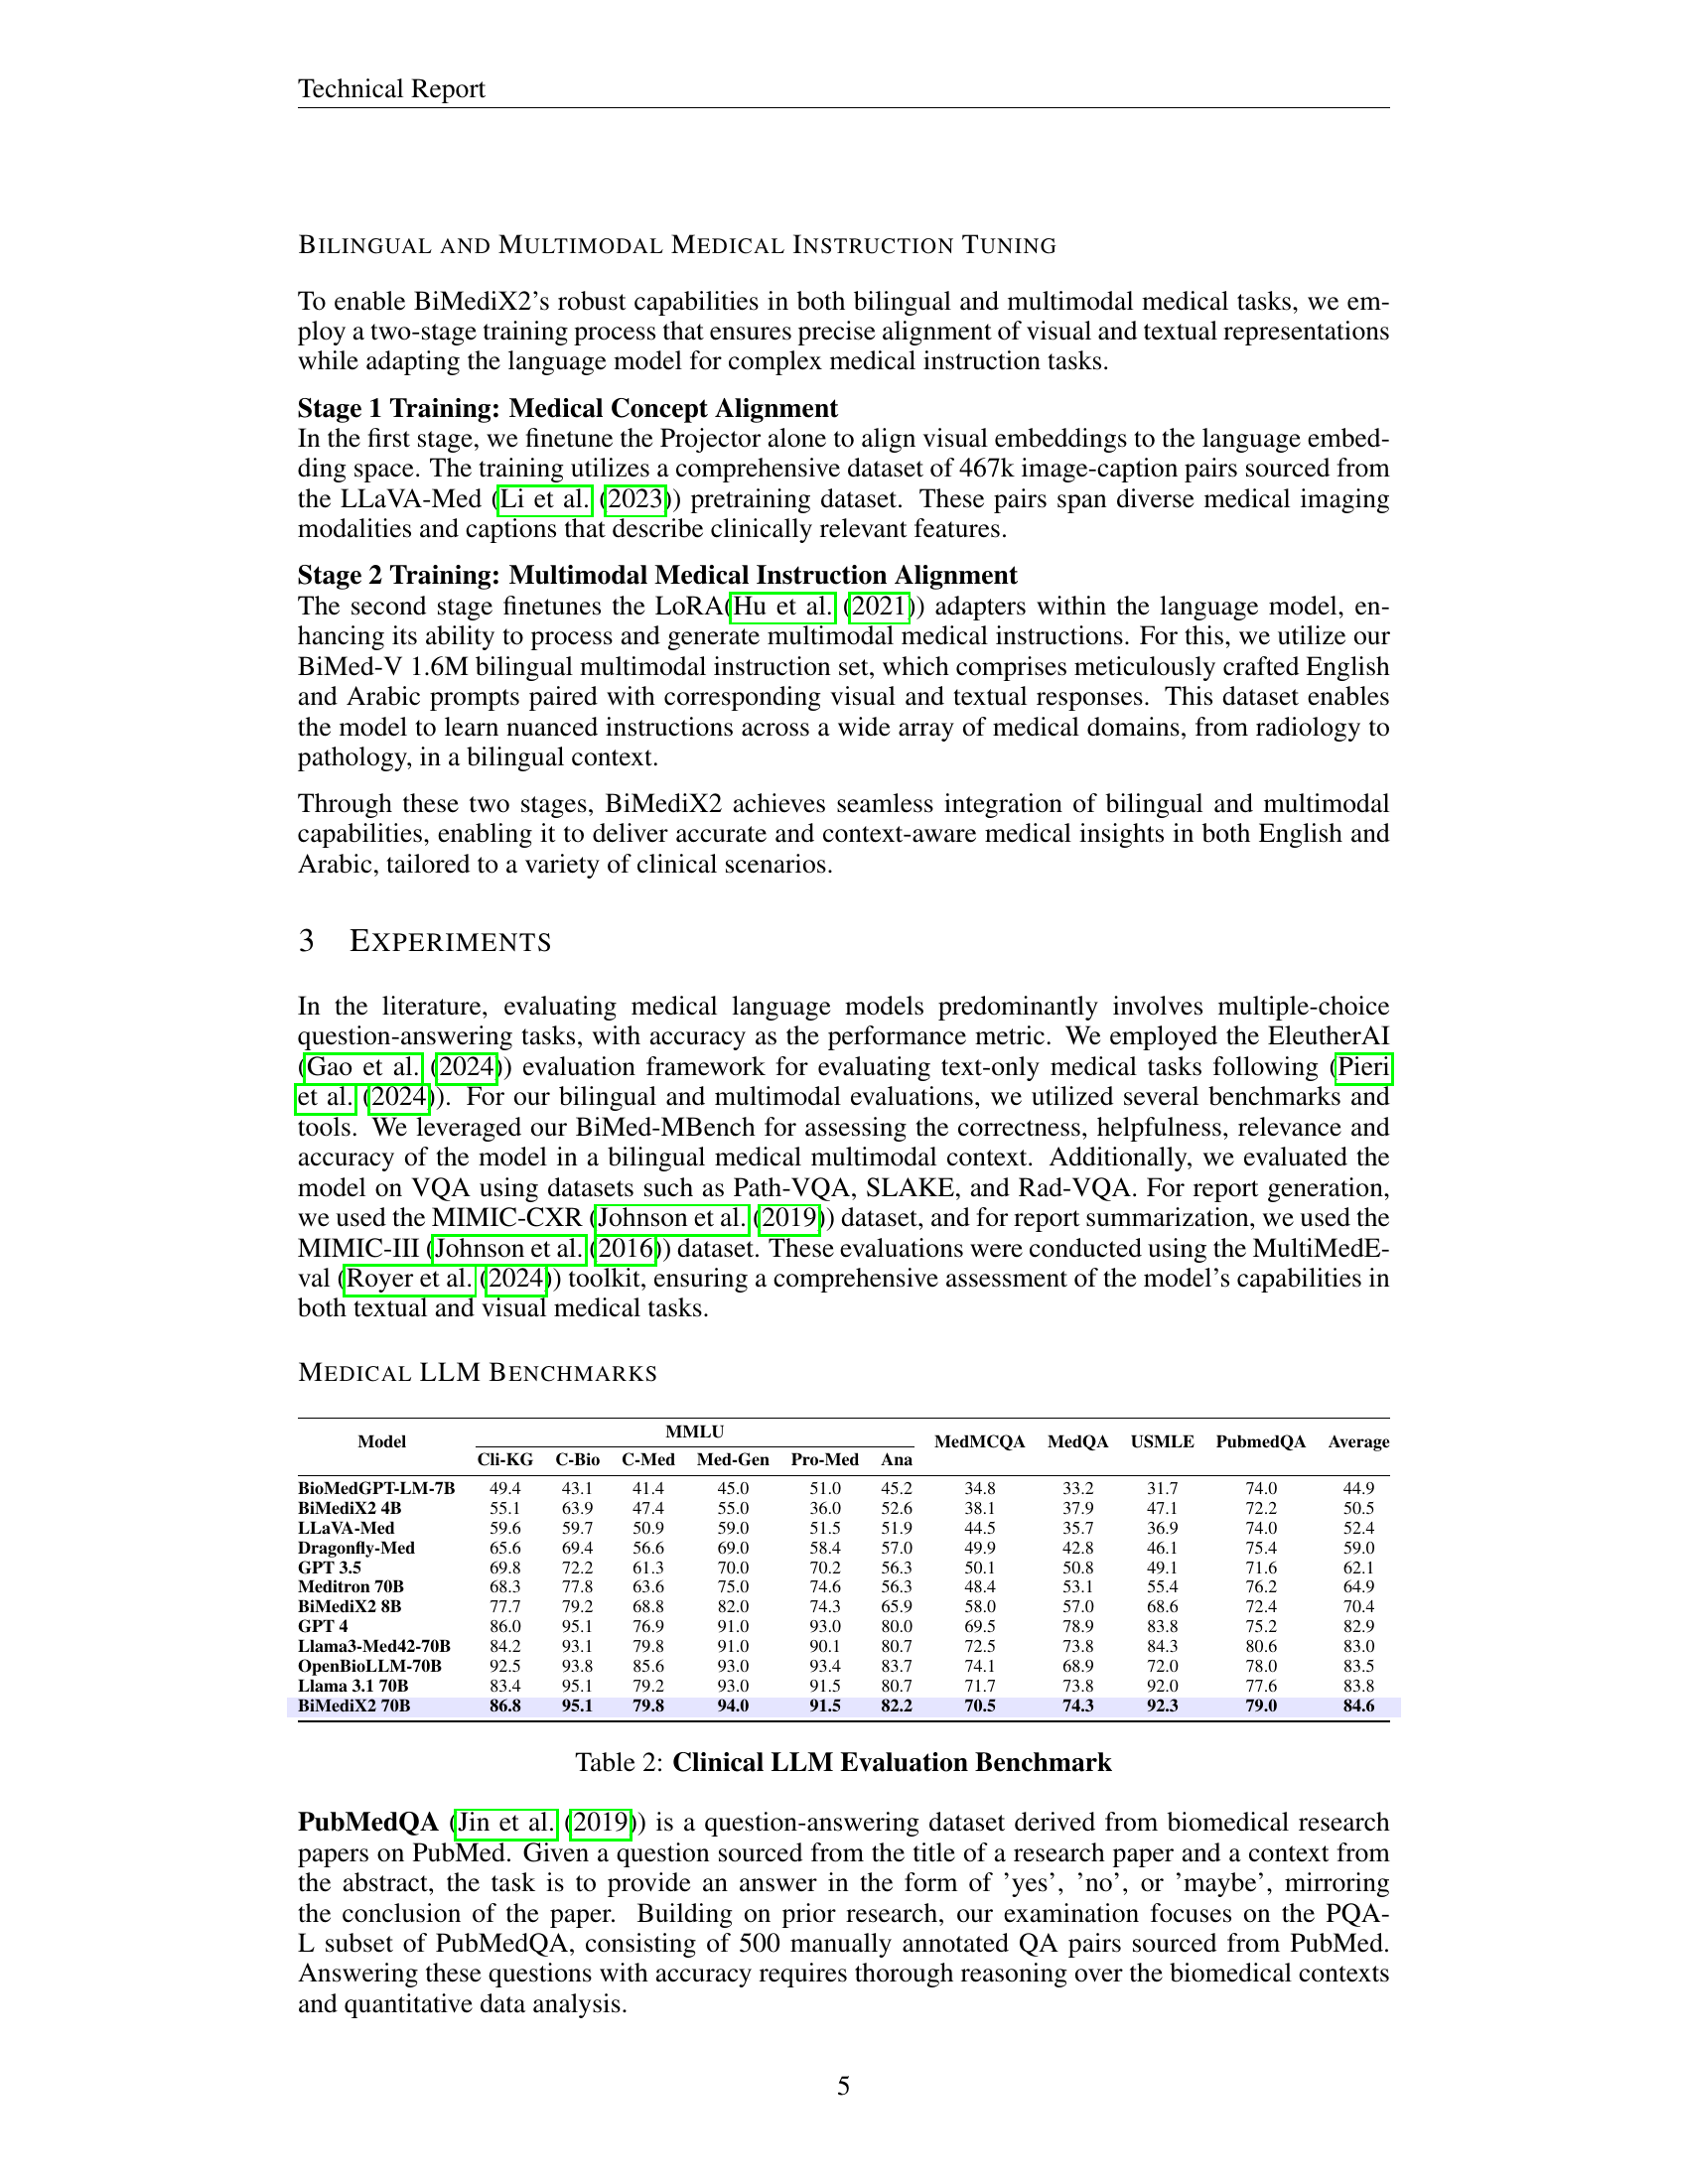 Technical Report
BILINGUAL AND MULTIMODAL MEDICAL INSTRUCTION TUNING
To enable BiMediX2's robust capabilities in both bilingual and multimodal medical tasks, we em-
ploy a two-stage training process that ensures precise alignment of visual and textual representations
while adapting the language model for complex medical instruction tasks.
Stage 1 Training: Medical Concept Alignment
In the first stage, we finetune the Projector alone to align visual embeddings to the language embed-
ding space. The training utilizes a comprehensive dataset of 467k image-caption pairs sourced from
the LLaVA-Med (Li et al. (2023)) pretraining dataset. These pairs span diverse medical imaging
modalities and captions that describe clinically relevant features.
Stage 2 Training: Multimodal Medical Instruction Alignment
The second stage finetunes the LoRA(Hu et al. (2021)) adapters within the language model, en-
hancing its ability to process and generate multimodal medical instructions. For this, we utilize our
BiMed-V 1.6M bilingual multimodal instruction set, which comprises meticulously crafted English
and Arabic prompts paired with corresponding visual and textual responses. This dataset enables
the model to learn nuanced instructions across a wide array of medical domains, from radiology to
pathology, in a bilingual context.
Through these two stages, BiMediX2 achieves seamless integration of bilingual and multimodal
capabilities, enabling it to deliver accurate and context-aware medical insights in both English and
Arabic, tailored to a variety of clinical scenarios.
3 EXPERIMENTS
In the literature, evaluating medical language models predominantly involves multiple-choice
question-answering tasks, with accuracy as the performance metric. We employed the EleutherAI
(Gao et al. (2024)) evaluation framework for evaluating text-only medical tasks following (Pieri
et al. (2024)). For our bilingual and multimodal evaluations, we utilized several benchmarks and
tools. We leveraged our BiMed-MBench for assessing the correctness, helpfulness, relevance and
accuracy of the model in a bilingual medical multimodal context. Additionally, we evaluated the
model on VQA using datasets such as Path-VQA, SLAKE, and Rad-VQA. For report generation,
we used the MIMIC-CXR (Johnson et al. (2019)) dataset, and for report summarization, we used the
MIMIC-III (Johnson et al. (2016)) dataset. These evaluations were conducted using the MultiMedE-
val (Royer et al. (2024)) toolkit, ensuring a comprehensive assessment of the model's capabilities in
both textual and visual medical tasks.
MEDICAL LLM BENCHMARKS
Model MMLU MedMCQA MedQA USMLE PubmedQA Average
Cli-KG C-Bio C-Med Med-Gen Pro-Med Ana
BioMedGPT-LM-7B 49.4 43.1 41.4 45.0 51.0 45.2 34.8 33.2 31.7 74.0 44.9
BiMediX2 4B 55.1 63.9 47.4 55.0 36.0 52.6 38.1 37.9 47.1 72.2 50.5
LLaVA-Med 59.6 59.7 50.9 59.0 51.5 51.9 44.5 35.7 36.9 74.0 52.4
Dragonfly-Med 65.6 69.4 56.6 69.0 58.4 57.0 49.9 42.8 46.1 75.4 59.0
GPT 3.5 69.8 72.2 61.3 70.0 70.2 56.3 50.1 50.8 49.1 71.6 62.1
Meditron 70B 68.3 77.8 63.6 75.0 74.6 56.3 48.4 53.1 55.4 76.2 64.9
BiMediX2 8B 77.7 79.2 68.8 82.0 74.3 65.9 58.0 57.0 68.6 72.4 70.4
GPT 4 86.0 95.1 76.9 91.0 93.0 80.0 69.5 78.9 83.8 75.2 82.9
Llama3-Med42-70B 84.2 93.1 79.8 91.0 90.1 80.7 72.5 73.8 84.3 80.6 83.0
OpenBioLLM-70B 92.5 93.8 85.6 93.0 93.4 83.7 74.1 68.9 72.0 78.0 83.5
Llama 3.1 70B 83.4 95.1 79.2 93.0 91.5 80.7 71.7 73.8 92.0 77.6 83.8
BiMediX2 70B 86.8 95.1 79.8 94.0 91.5 82.2 70.5 74.3 92.3 79.0 84.6
Table 2: Clinical LLM Evaluation Benchmark
PubMedQA (Jin et al. (2019)) is a question-answering dataset derived from biomedical research
papers on PubMed. Given a question sourced from the title of a research paper and a context from
the abstract, the task is to provide an answer in the form of 'yes', 'no', or 'maybe', mirroring
the conclusion of the paper. Building on prior research, our examination focuses on the PQA-
L subset of PubMedQA, consisting of 500 manually annotated QA pairs sourced from PubMed.
Answering these questions with accuracy requires thorough reasoning over the biomedical contexts
and quantitative data analysis.
5